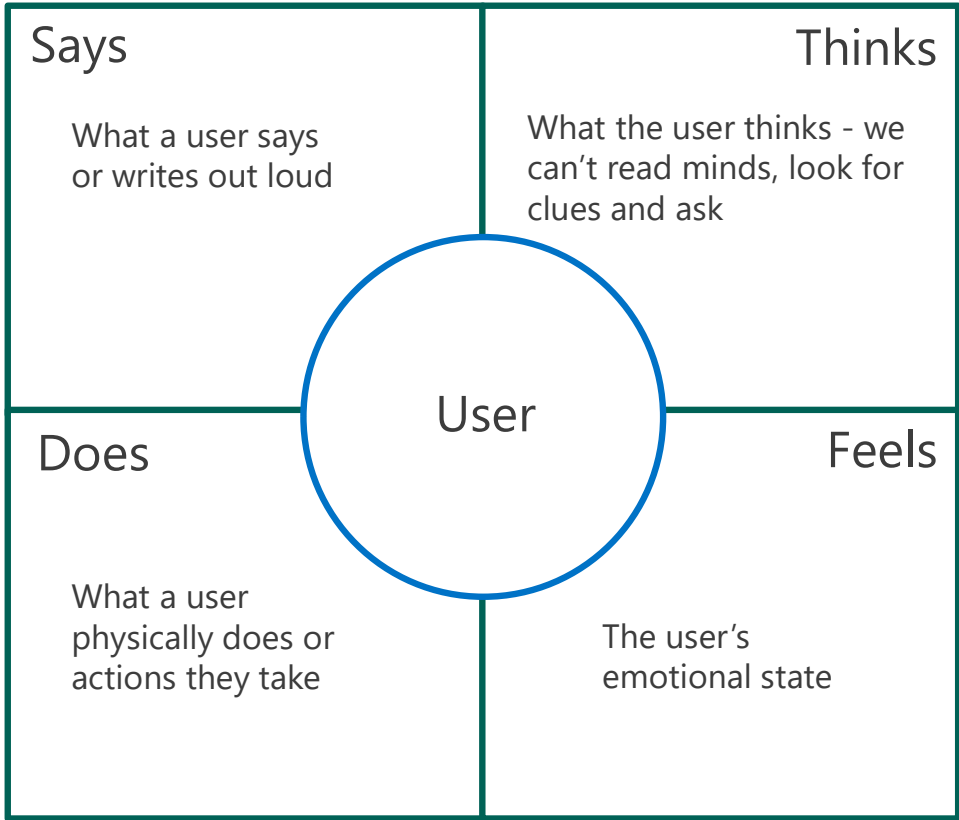 Says
What a user says
or writes out loud
Thinks
What the user thinks - we
can’t read minds, look for
clues and ask
User
Does
What a user
physically does or
actions they take
Feels
The user’s
emotional state